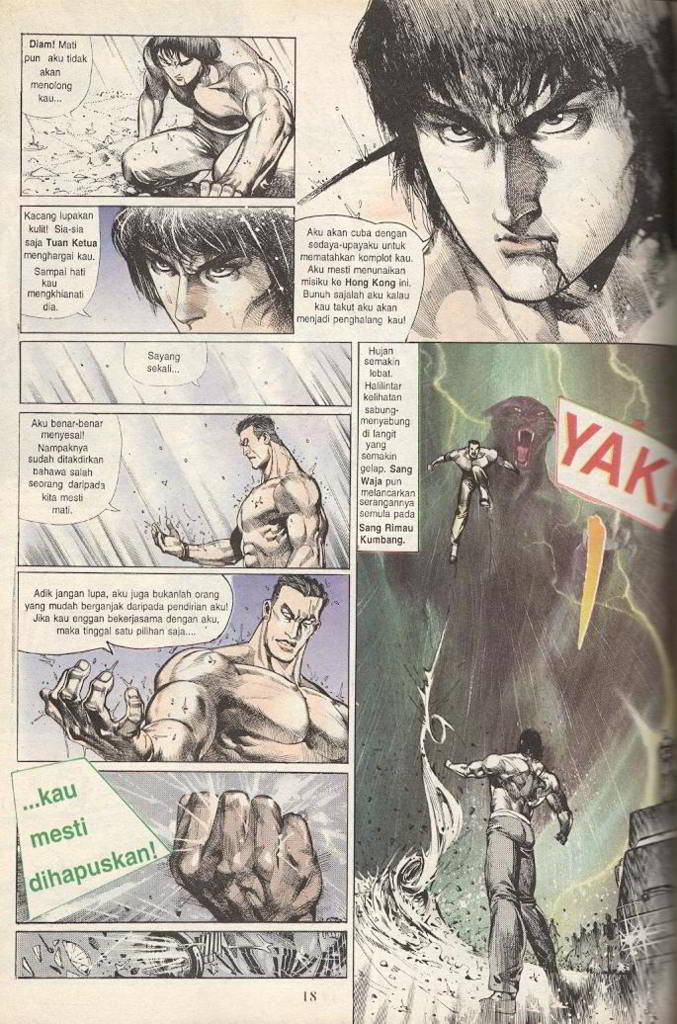 Diam! Mati
pun aku tidak
akan
menolong
kau...
Kacang lupakan
kulit! Sia-sia
saja Tuan Ketua
menghargai kau.
Sampai hati
kau
mengkhianati
dia.
Aku akan cuba dengan
sedaya-upayaku untuk
mematahkan komplot kau.
Aku mesti menunaikan
misiku ke Hong Kong ini.
Bunuh sajalah aku kalau
kau takut aku akan
menjadi penghalang kau!
Sayang
sekali...
Aku benar-benar
menyesal!
Nampaknya
sudah ditakdirkan
bahawa salah
seorang daripada
kita mesti
mati.
Adik jangan lupa, aku juga bukanlah orang
yang mudah berganjak daripada pendirian aku!
Jika kau enggan bekerjasama dengan aku,
maka tinggal satu pilihan saja....
...kau
mesti
dihapuskan!
Hujan
semakin
lebat.
Halilintar
kelihatan
sabung-
menyabung
di langit
yang
semakin
gelap. Sang
Waja pun
melancarkan
serangannya
semula pada
Sang Rimau
Kumbang.
YAK!
18